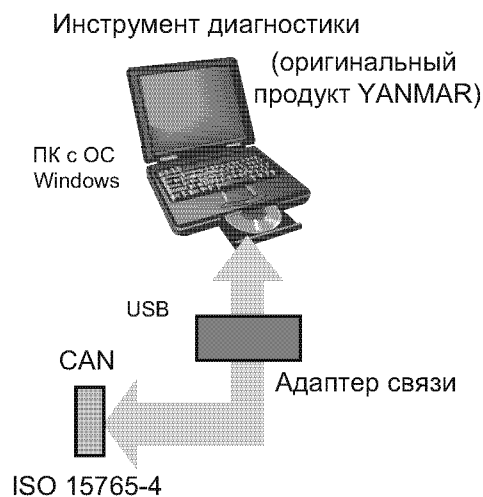 Инструмент диагностики
(оригинальный
продукт YANMAR)
ПК с ОС
Windows
USB
CAN
Адаптер связи
ISO 15765-4